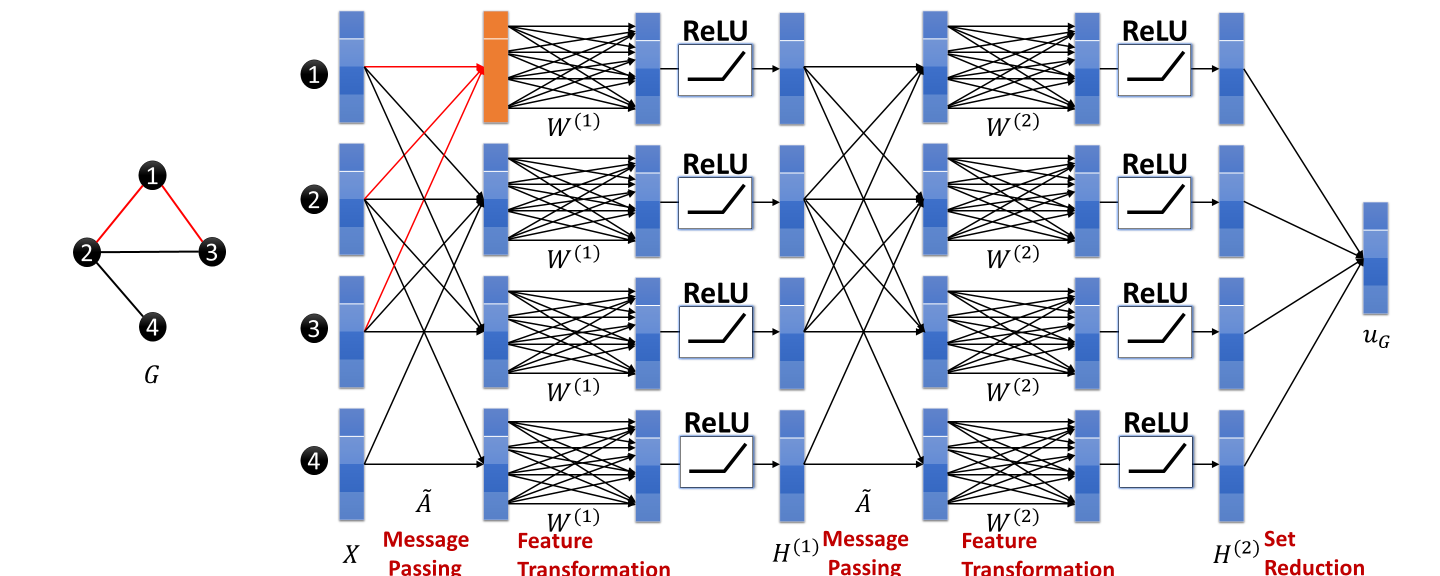 1
2
3
4
G
1
2
3
4
ReLU
ReLU
W^{(1)}
W^{(2)}
ReLU
ReLU
W^{(1)}
W^{(2)}
ReLU
ReLU
W^{(1)}
W^{(2)}
ReLU
ReLU
W^{(1)}
W^{(2)}
u_G
Ã
Ã
X
Message
Passing
Feature
Transformation
H^{(1)}
Message
Passing
Feature
Transformation
H^{(2)}
Set
Reduction